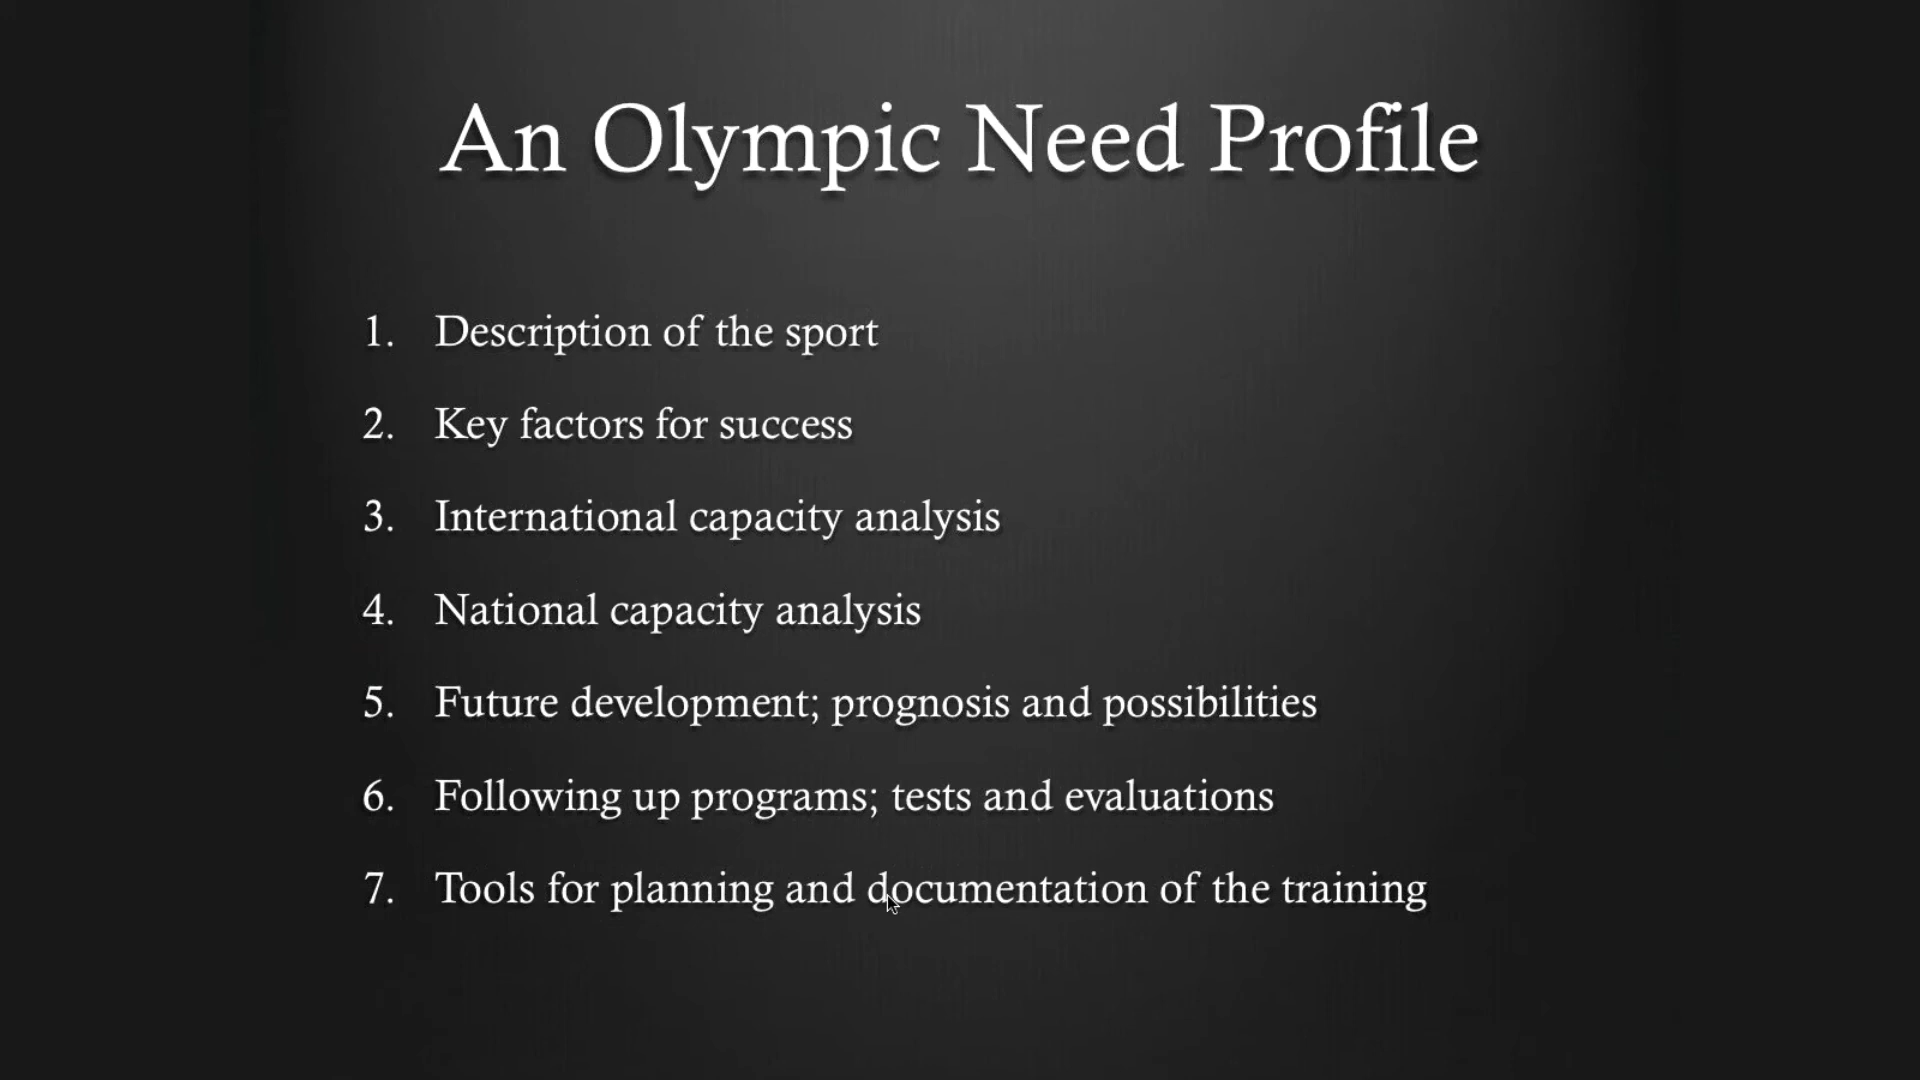 An Olympic Need Profile
1. Description of the sport
2. Key factors for success
3. International capacity analysis
4. National capacity analysis
5. Future development; prognosis and possibilities
6. Following up programs; tests and evaluations
7. Tools for planning and documentation of the training